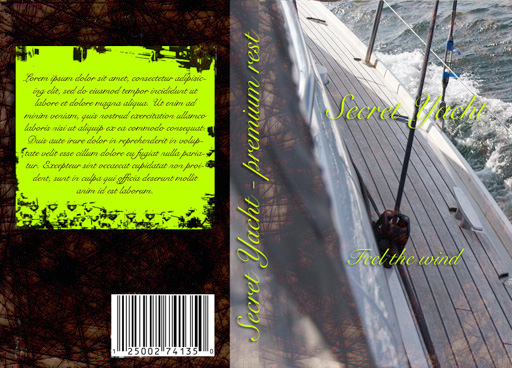 Lorem ipsum dolor sit amet, consectetur adipisic-
ing elit, sed do eiusmod tempor incididunt ut
labore et dolore magna aliqua. Ut enim ad
minim veniam, quis nostrud exercitation ullamco
laboris nisi ut aliquip ex ea commodo consequat.
Duis aute irure dolor in reprehenderit in volup-
tate velit esse cillum dolore eu fugiat nulla paria-
tur. Excepteur sint occaecat cupidatat non proi-
dent, sunt in culpa qui officia deserunt mollit
anim id est laborum.
1 25002 74135 0
Secret Yacht - premium rest
Secret Yacht
Feel the wind